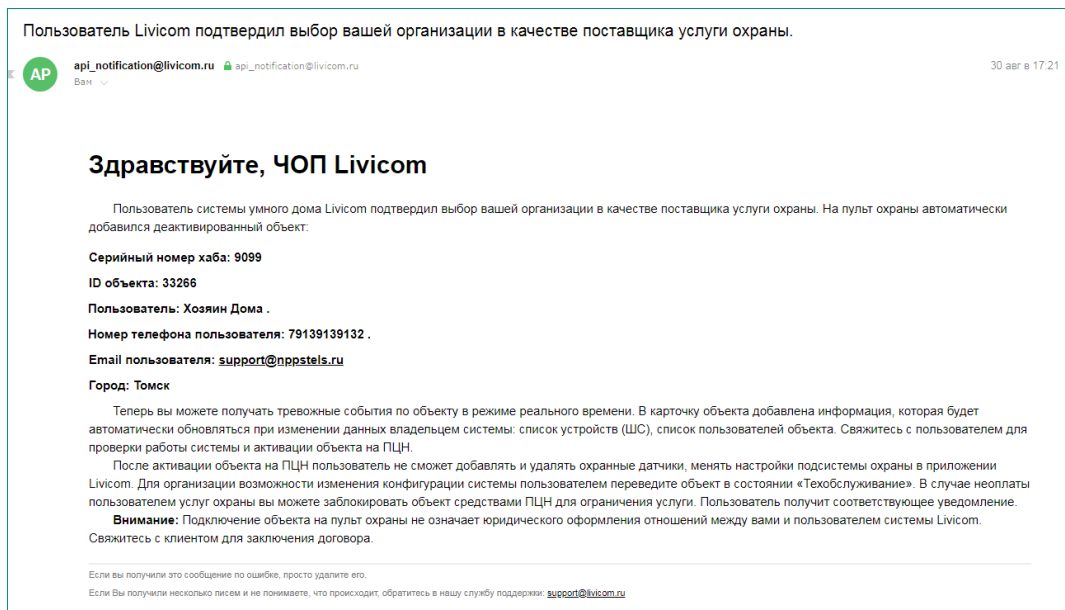 Пользователь Livicom подтвердил выбор вашей организации в качестве поставщика услуги охраны.
AP
api_notification@livicom.ru api_notification@livicom.ru
30 авг в 17:21
Вам
Здравствуйте, ЧОП Livicom
Пользователь системы умного дома Livicom подтвердил выбор вашей организации в качестве поставщика услуги охраны. На пульт охраны автоматически
добавился деактивированный объект:
Серийный номер хаба: 9099
ID объекта: 33266
Пользователь: Хозяин Дома .
Номер телефона пользователя: 79139139132 .
Email пользователя: support@nppstels.ru
Город: Томск
Теперь вы можете получать тревожные события по объекту в режиме реального времени. В карточку объекта добавлена информация, которая будет
автоматически обновляться при изменении данных владельцем системы: список устройств (ШС), список пользователей объекта. Свяжитесь с пользователем для
проверки работы системы и активации объекта на ПЦН.
После активации объекта на ПЦН пользователь не сможет добавлять и удалять охранные датчики, менять настройки подсистемы охраны в приложении
Livicom. Для организации возможности изменения конфигурации системы пользователем переведите объект в состоянии «Техобслуживание». В случае неоплаты
пользователем услуг охраны вы можете заблокировать объект средствами ПЦН для ограничения услуги. Пользователь получит соответствующее уведомление.
Внимание: Подключение объекта на пульт охраны не означает юридического оформления отношений между вами и пользователем системы Livicom.
Свяжитесь с клиентом для заключения договора.
Если вы получили это сообщение по ошибке, просто удалите его.
Если Вы получили несколько писем и не понимаете, что происходит, обратитесь в нашу службу поддержки: support@livicom.ru